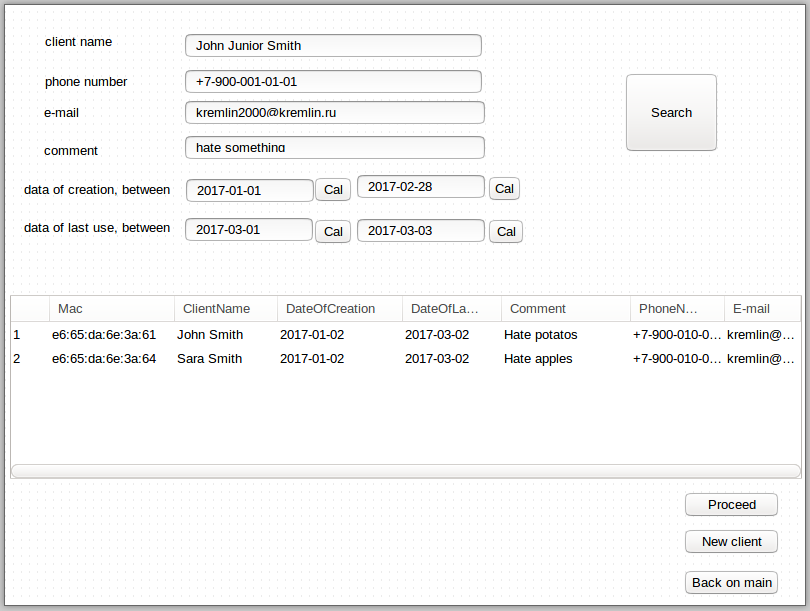 client name John Junior Smith
phone number +7-900-001-01-01
e-mail kremlin2000@kremlin.ru
Search
comment hate something
data of creation, between 2017-01-01 Cal 2017-02-28 Cal
data of last use, between 2017-03-01 Cal 2017-03-03 Cal
Mac ClientName DateOfCreation DateOfLa... Comment PhoneN... E-mail
1 e6:65:da:6e:3a:61 John Smith 2017-01-02 2017-03-02 Hate potatos +7-900-010-0... kremlin@...
2 e6:65:da:6e:3a:64 Sara Smith 2017-01-02 2017-03-02 Hate apples +7-900-010-0... kremlin@...
Proceed
New client
Back on main